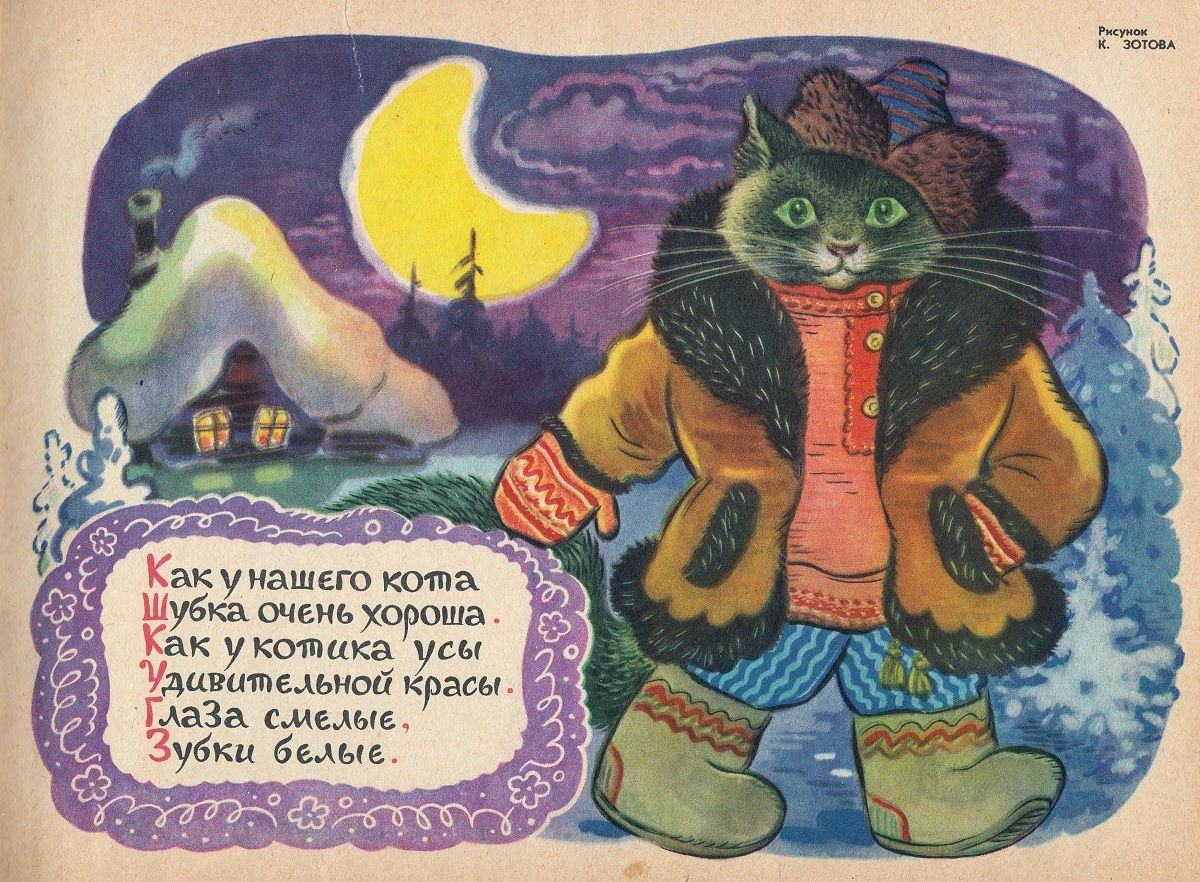 Рисунок
К. ЗОТОВА
Как у нашего кота
Шубка очень хороша.
Как у котика усы
Удивительной красы.
Глаза смелые,
Зубки белые.